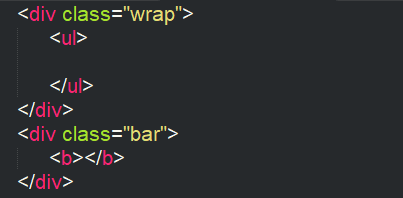 <div class="wrap">
<ul>
</ul>
</div>
<div class="bar">
<b></b>
</div>